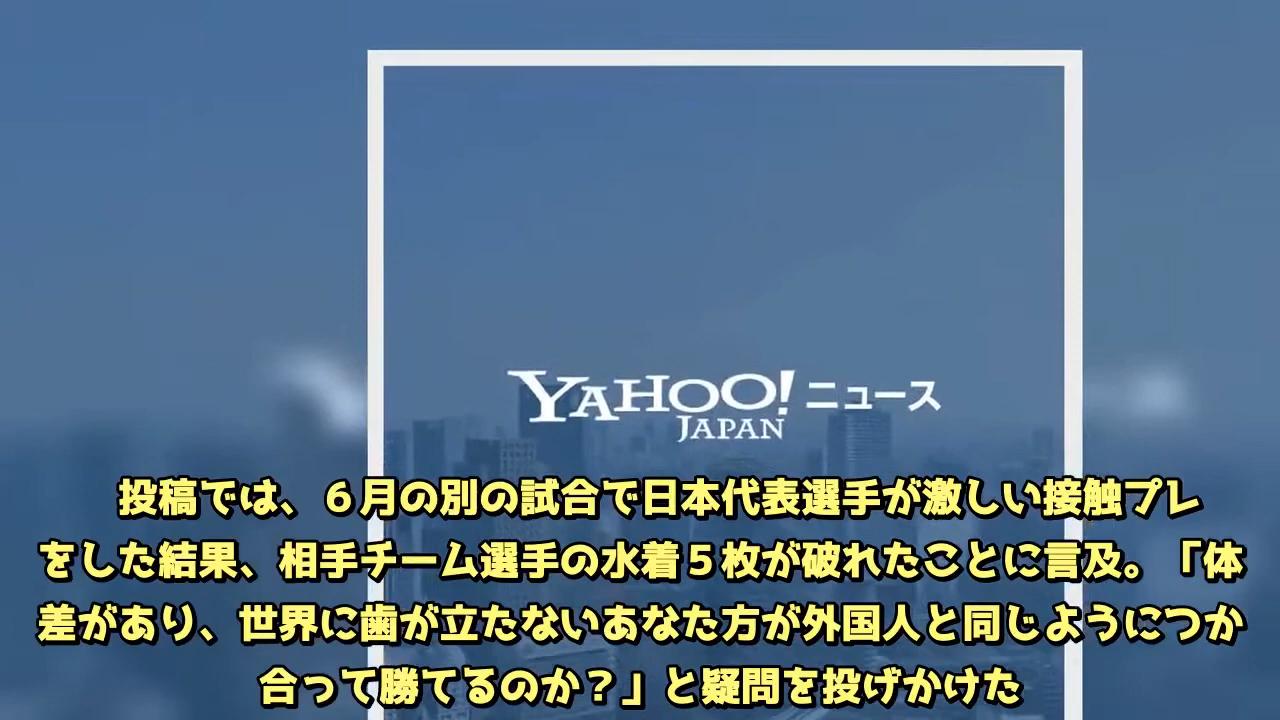 YAHOO! ニュース
JAPAN
投稿では、６月の別の試合で日本代表選手が激しい接触プレ
をした結果、相手チーム選手の水着５枚が破れたことに言及。「体
差があり、世界に歯が立たないあなた方が外国人と同じようにつか
合って勝てるのか？」と疑問を投げかけた